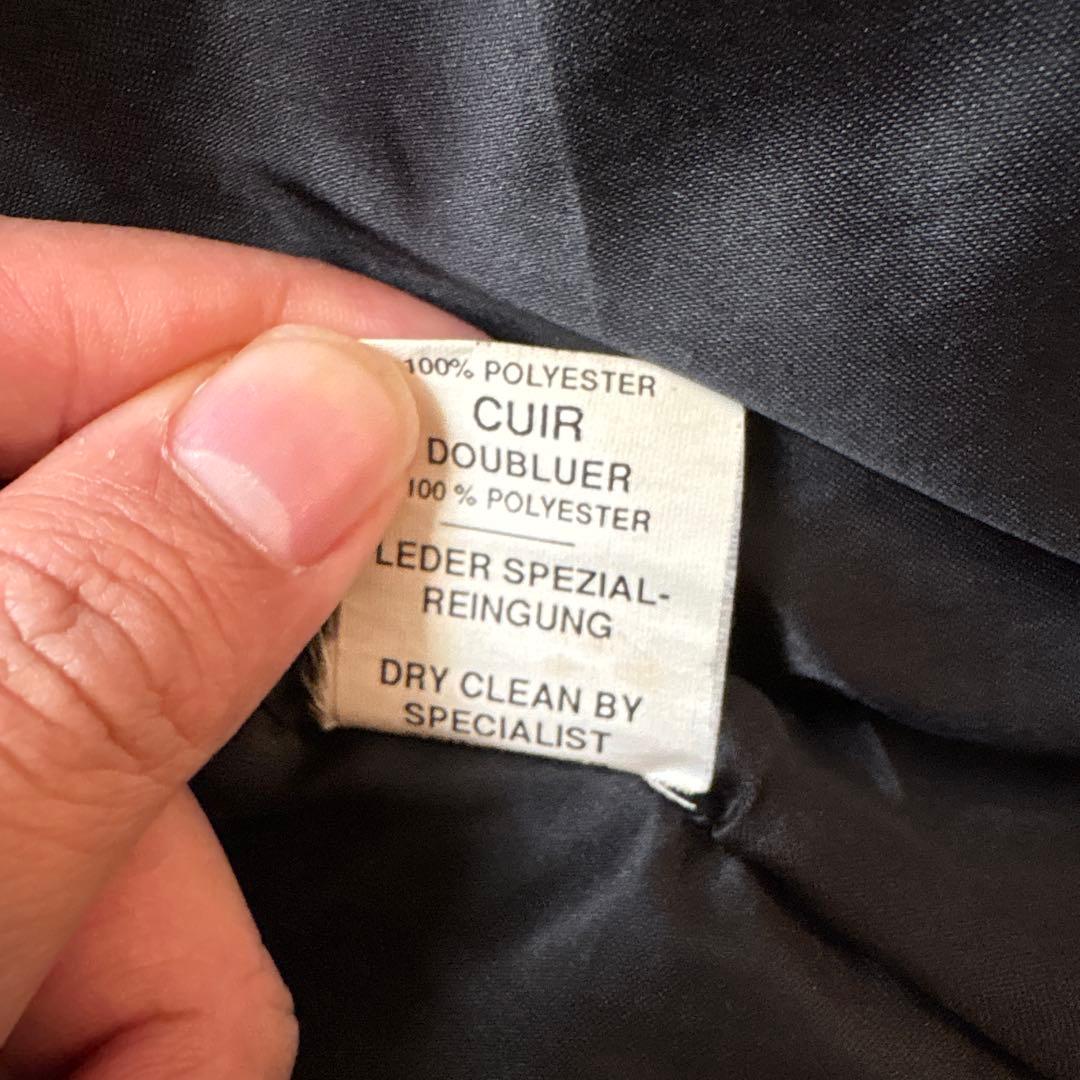 100% POLYESTER
CUIR
DOUBLUER
100 % POLYESTER
LEDER SPEZIAL-
REINGUNG
DRY CLEAN BY
SPECIALIST